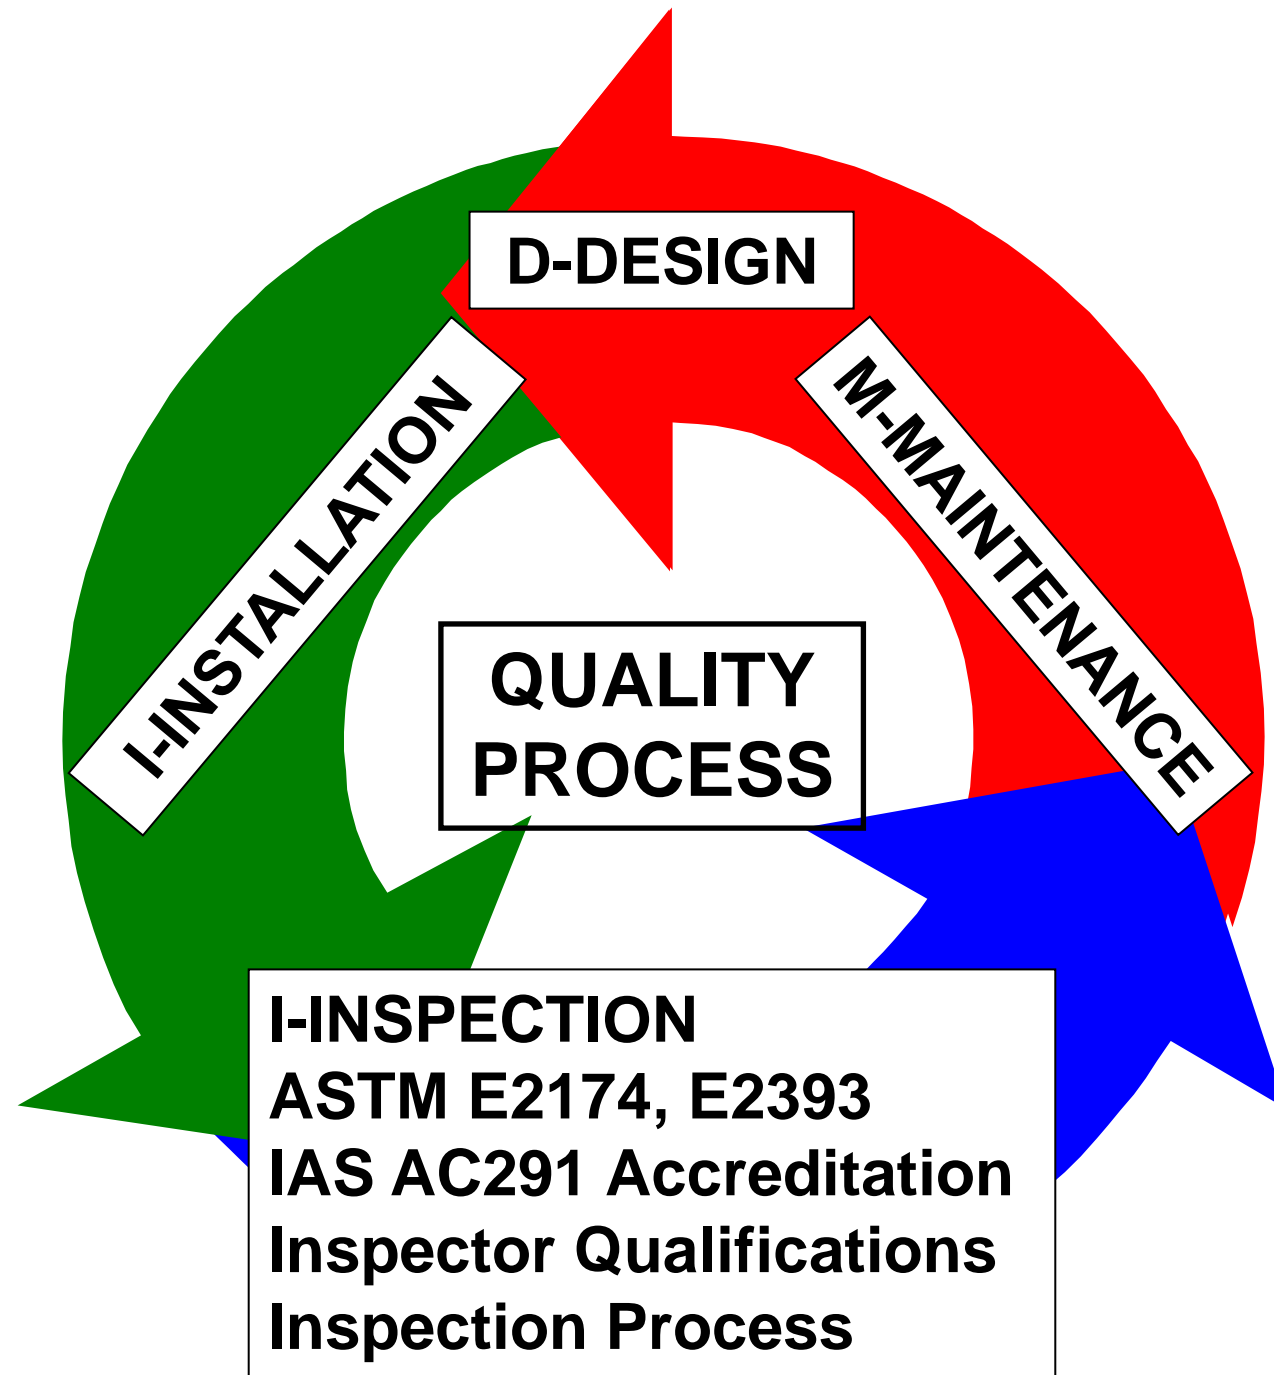 D-DESIGN
I-INSTALLATION
M-MAINTENANCE
QUALITY
PROCESS
I-INSPECTION
ASTM E2174, E2393
IAS AC291 Accreditation
Inspector Qualifications
Inspection Process